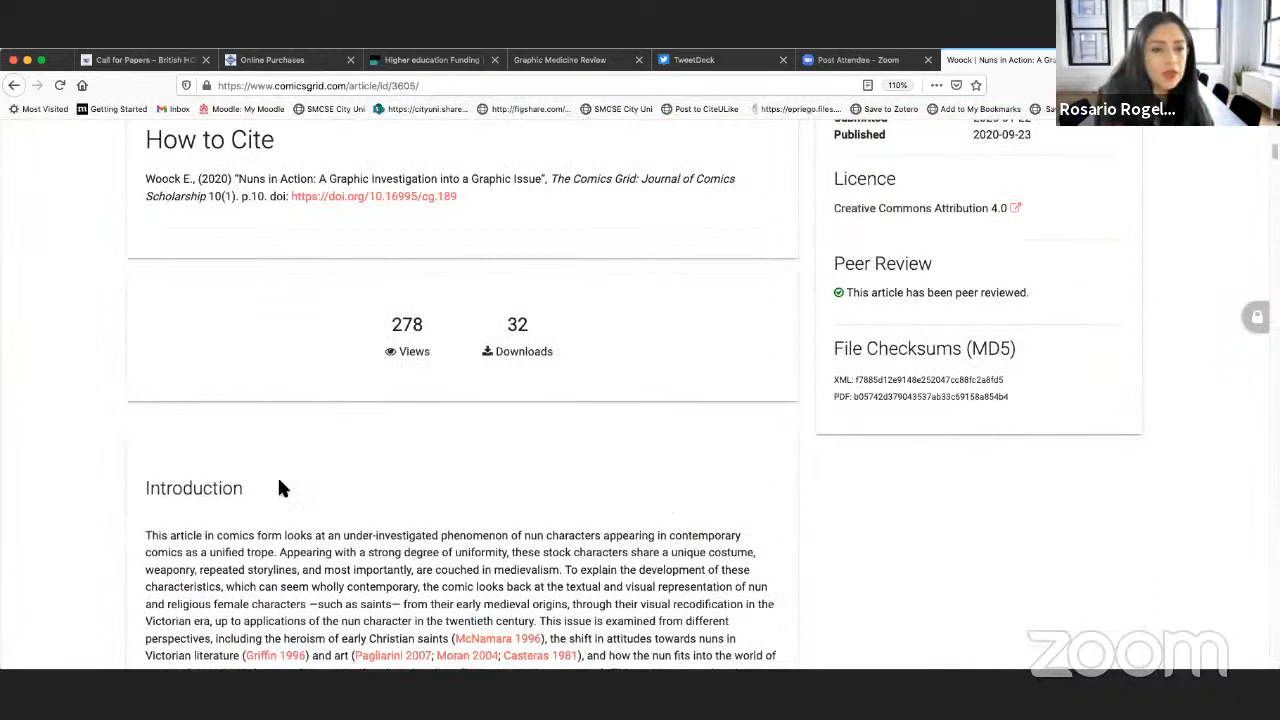 Call for Papers – British HC
Online Purchases
Higher education Funding
Graphic Medicine Review
TweetDeck
Post Attendee - Zoom
Woock | Nuns in Action: A Gra
https://www.comicsgrid.com/article/id/3605/
110%
Most Visited
Getting Started
Inbox
Moodle: My Moodle
SMCSE City Uni
https://cityuni.share...
http://figshare.com/...
SMCSE City Uni
Post to CiteULike
https://epriego.files....
Save to Zotero
Add to My Bookmarks
Rosario Rogel...
How to Cite
Woock E., (2020) “Nuns in Action: A Graphic Investigation into a Graphic Issue”, The Comics Grid: Journal of Comics
Scholarship 10(1). p.10. doi: https://doi.org/10.16995/cg.189
278
Views
32
Downloads
Introduction
This article in comics form looks at an under-investigated phenomenon of nun characters appearing in contemporary
comics as a unified trope. Appearing with a strong degree of uniformity, these stock characters share a unique costume,
weaponry, repeated storylines, and most importantly, are couched in medievalism. To explain the development of these
characteristics, which can seem wholly contemporary, the comic looks back at the textual and visual representation of nun
and religious female characters —such as saints— from their early medieval origins, through their visual recodification in the
Victorian era, up to applications of the nun character in the twentieth century. This issue is examined from different
perspectives, including the heroism of early Christian saints (McNamara 1996), the shift in attitudes towards nuns in
Victorian literature (Griffin 1996) and art (Pagliarini 2007; Moran 2004; Casteras 1981), and how the nun fits into the world of
Submitted
Published 2020-09-23
Licence
Creative Commons Attribution 4.0
Peer Review
This article has been peer reviewed.
File Checksums (MD5)
XML: f7885d12e9148e252047cc88fc2a8fd5
PDF: b05742d379043537ab33c69158a854b4
zoom